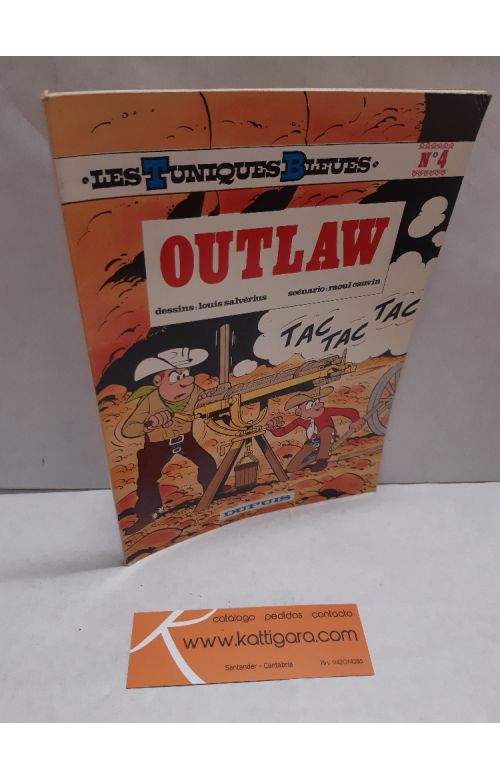 LES TUNIQUES BLEUES
N°4
OUTLAW
dessins: louis salvérius
scénario: raoul cauvin
TAC TAC TAC
DUPUIS
catálogo pedidos contacto
www.kattigara.com
Santander - Cantabria